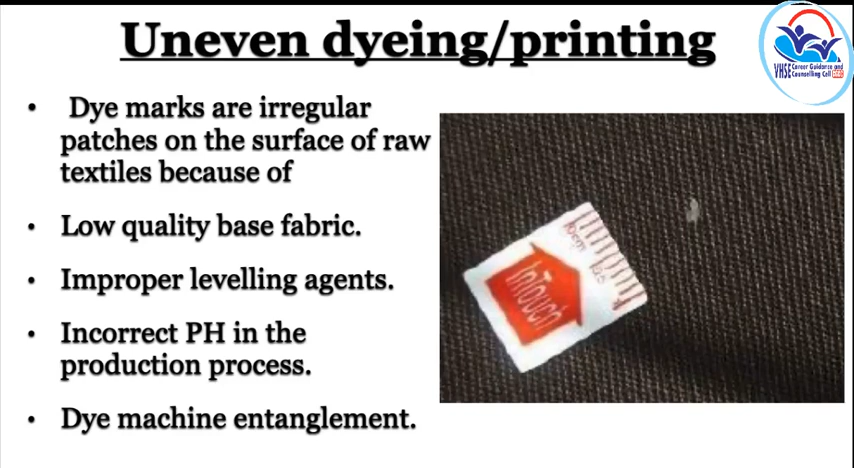 Uneven dyeing/printing
VHSE Career Guidance and
Counselling Cell
• Dye marks are irregular
patches on the surface of raw
textiles because of
• Low quality base fabric.
• Improper levelling agents.
• Incorrect PH in the
production process.
• Dye machine entanglement.
InTouch